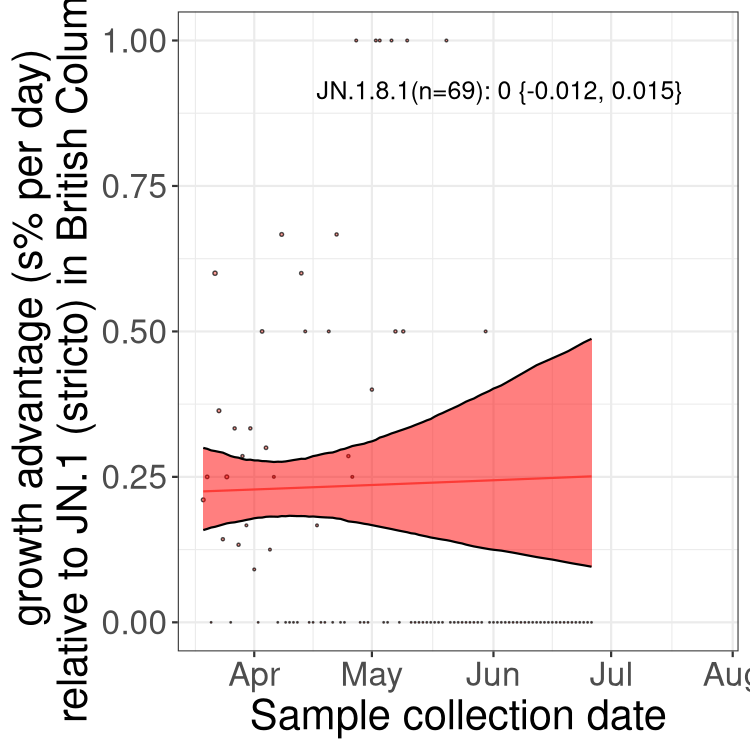 growth advantage (s% per day)
relative to JN.1 (stricto) in British Colum
1.00
0.75
0.50
0.25
0.00
JN.1.8.1(n=69): 0 {-0.012, 0.015}
Apr May Jun Jul Aug
Sample collection date